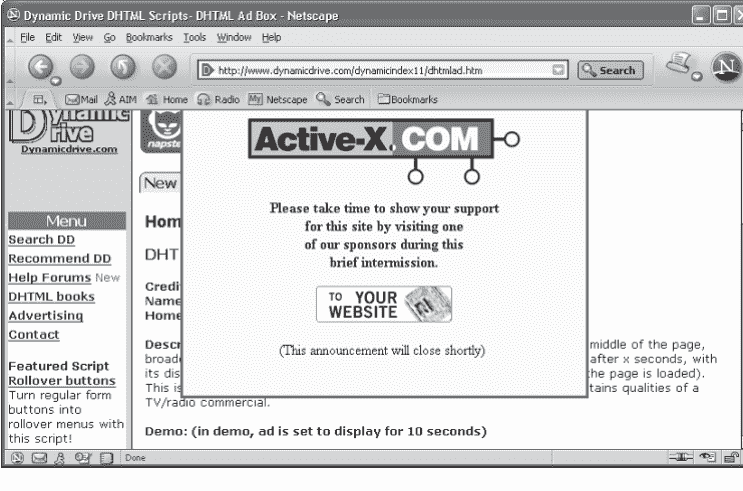 Dynamic Drive DHTML Scripts- DHTML Ad Box - Netscape
File Edit View Go Bookmarks Tools Window Help
http://www.dynamicdrive.com/dynamicindex11/dhtmlad.htm Search N
Mail AIM Home Radio My Netscape Search Bookmarks
Dynamic
Drive
Dynamicdrive.com
napste
New
Menu
Search DD
Recommend DD
Help Forums New
DHTML books
Advertising
Contact
Featured Script
Rollover buttons
Turn regular form
buttons into
rollover menus with
this script!
Active-X.COM
Please take time to show your support
for this site by visiting one
of our sponsors during this
brief intermission.
TO YOUR
WEBSITE
(This announcement will close shortly)
Hom
DHT
Credi
Name
Home
Descr middle of the page,
broad after x seconds, with
its dis the page is loaded).
This is tains qualities of a
TV/radio commercial.
Demo: (in demo, ad is set to display for 10 seconds)
Done